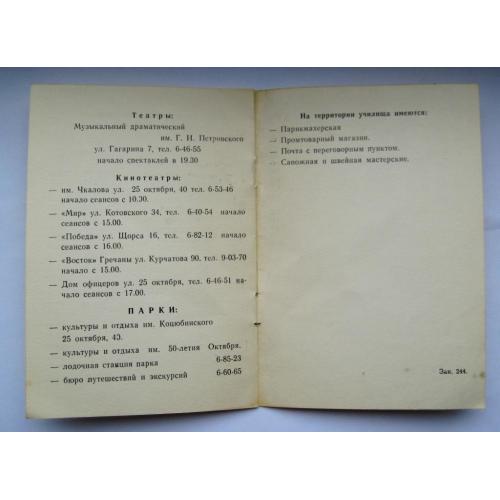 Театры:
Музыкальный драматический
им. Г. И. Петровского
ул. Гагарина 7, тел. 6-46-55
начало спектаклей в 19.30
Кинотеатры:
— им. Чкалова ул. 25 октября, 40 тел. 6-53-46
начало сеансов с 10.30.
— «Мир» ул. Котовского 34, тел. 6-40-54 начало
сеансов с 15.00.
— «Победа» ул. Щорса 16, тел. 6-82-12 начало
сеансов с 16.00.
— «Восток» Гречаны ул. Курчатова 90, тел. 9-03-70
начало с 15.00.
— Дом офицеров ул. 25 октября, тел. 6-46-51 на-
чало сеансов с 17.00.
ПАРКИ:
— культуры и отдыха им. Коцюбинского
25 октября, 43.
— культуры и отдыха им. 50-летия Октября.
— лодочная станция парка 6-85-23
— бюро путешествий и экскурсий 6-60-65
На территории училища имеются:
— Парикмахерская
— Промтоварный магазин.
— Почта с переговорным пунктом.
— Сапожная и швейная мастерские.
Зак. 244.